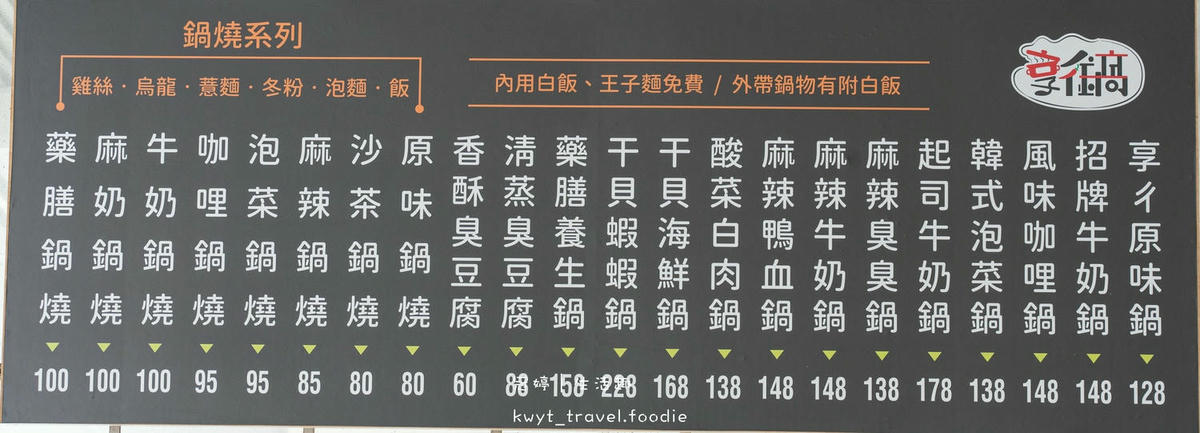 鍋燒系列
雞絲・烏龍・薏麵・冬粉・泡麵・飯
內用白飯、王子麵免費 / 外帶鍋物有附白飯
享彳鍋
享彳原味鍋
128
招牌牛奶鍋
148
風味咖哩鍋
148
韓式泡菜鍋
138
起司牛奶鍋
178
麻辣臭臭鍋
138
麻辣牛奶鍋
148
麻辣鴨血鍋
148
酸菜白肉鍋
138
干貝海鮮鍋
168
干貝蝦蝦鍋
228
藥膳養生鍋
清蒸臭豆腐
香酥臭豆腐
60
原味鍋燒
80
沙茶鍋燒
80
麻辣鍋燒
85
泡菜鍋燒
95
咖哩鍋燒
95
牛奶鍋燒
100
麻奶鍋燒
100
藥膳鍋燒
100
kwyt_travel.foodie